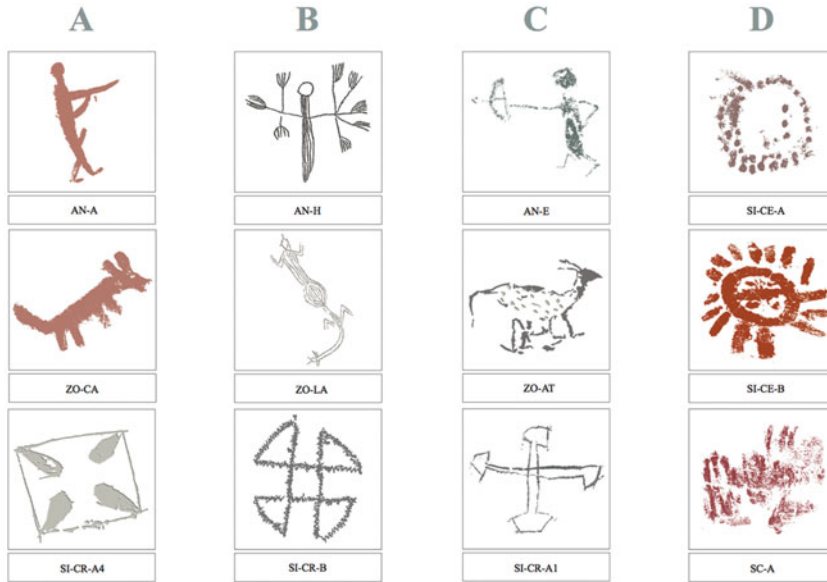 A B C D
AN-A AN-H AN-E SI-CE-A
ZO-CA ZO-LA ZO-AT SI-CE-B
SI-CR-A4 SI-CR-B SI-CR-A1 SC-A